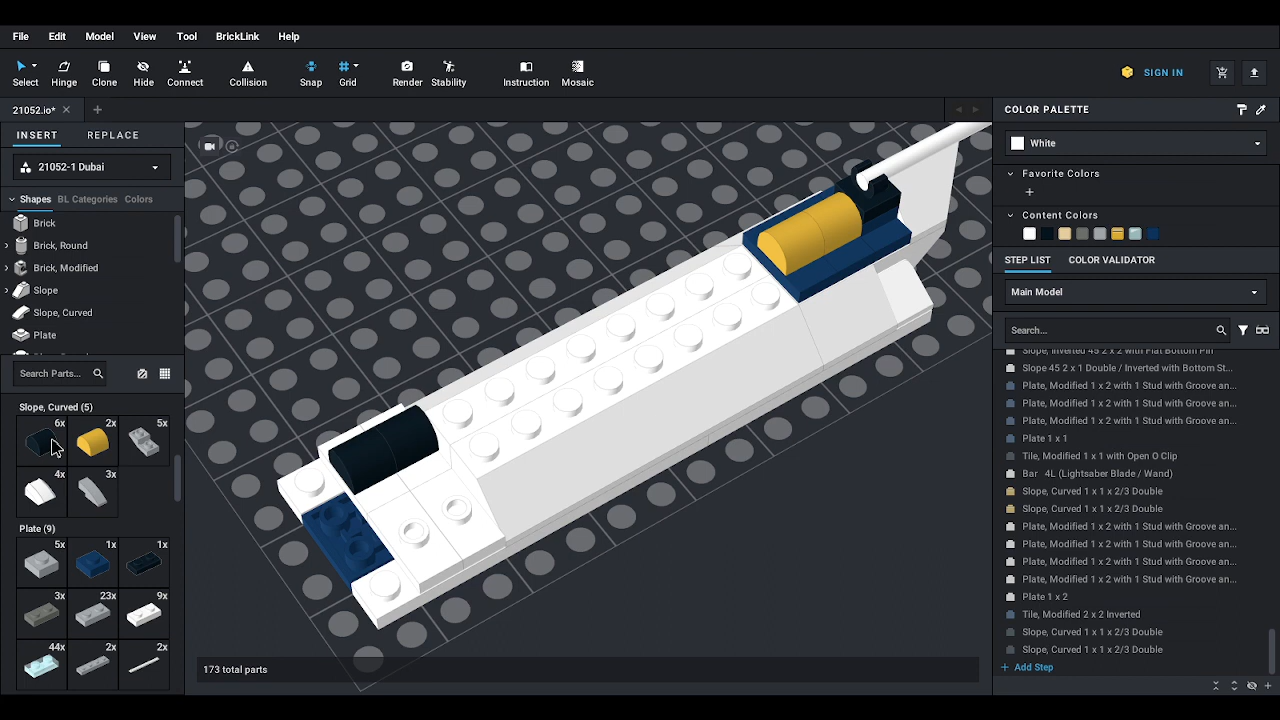 File Edit Model View Tool BrickLink Help
Select Hinge Clone Hide Connect Collision Snap Grid Render Stability Instruction Mosaic SIGN IN
21052.io*
INSERT REPLACE
21052-1 Dubai
Shapes BL Categories Colors
Brick
Brick, Round
Brick, Modified
Slope
Slope, Curved
Plate
Search Parts...
Slope, Curved (5)
6x 2x 5x
4x 3x
Plate (9)
5x 1x 1x
3x 23x 9x
44x 2x 2x
173 total parts
COLOR PALETTE
White
Favorite Colors
Content Colors
STEP LIST COLOR VALIDATOR
Main Model
Search...
Slope, Inverted 45 2 x 2 with Flat Bottom Pin
Slope 45 2 x 1 Double / Inverted with Bottom St...
Plate, Modified 1 x 2 with 1 Stud with Groove an...
Plate, Modified 1 x 2 with 1 Stud with Groove an...
Plate, Modified 1 x 2 with 1 Stud with Groove an...
Plate 1 x 1
Tile, Modified 1 x 1 with Open O Clip
Bar 4L (Lightsaber Blade / Wand)
Slope, Curved 1 x 1 x 2/3 Double
Slope, Curved 1 x 1 x 2/3 Double
Plate, Modified 1 x 2 with 1 Stud with Groove an...
Plate, Modified 1 x 2 with 1 Stud with Groove an...
Plate, Modified 1 x 2 with 1 Stud with Groove an...
Plate, Modified 1 x 2 with 1 Stud with Groove an...
Plate 1 x 2
Tile, Modified 2 x 2 Inverted
Slope, Curved 1 x 1 x 2/3 Double
Slope, Curved 1 x 1 x 2/3 Double
+ Add Step